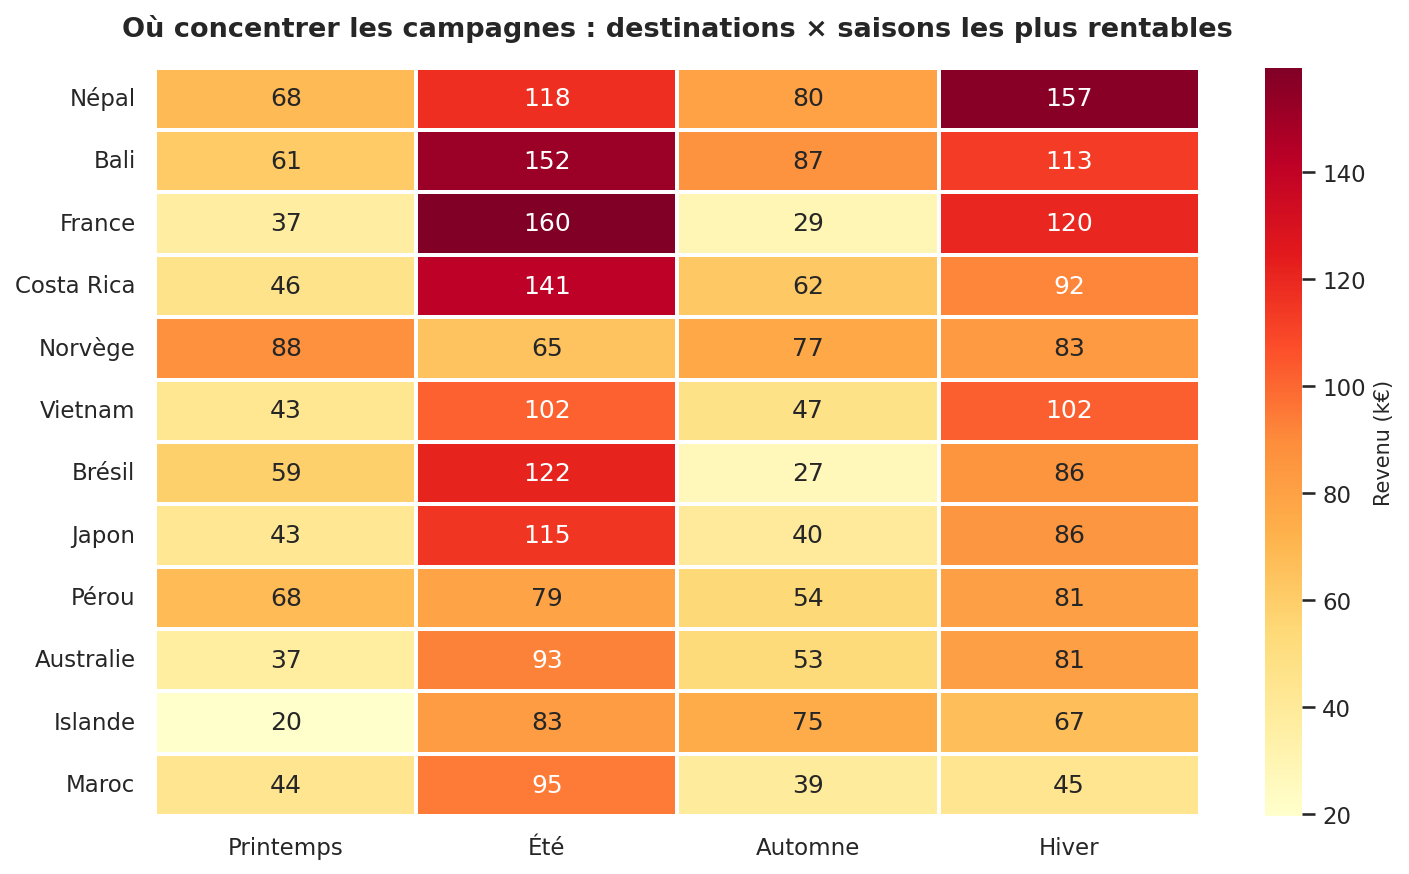 Où concentrer les campagnes : destinations × saisons les plus rentables
Népal 68 118 80 157
Bali 61 152 87 113
France 37 160 29 120
Costa Rica 46 141 62 92
Norvège 88 65 77 83
Vietnam 43 102 47 102
Brésil 59 122 27 86
Japon 43 115 40 86
Pérou 68 79 54 81
Australie 37 93 53 81
Islande 20 83 75 67
Maroc 44 95 39 45
Printemps Été Automne Hiver
140
120
100
80
60
40
20
Revenu (k€)